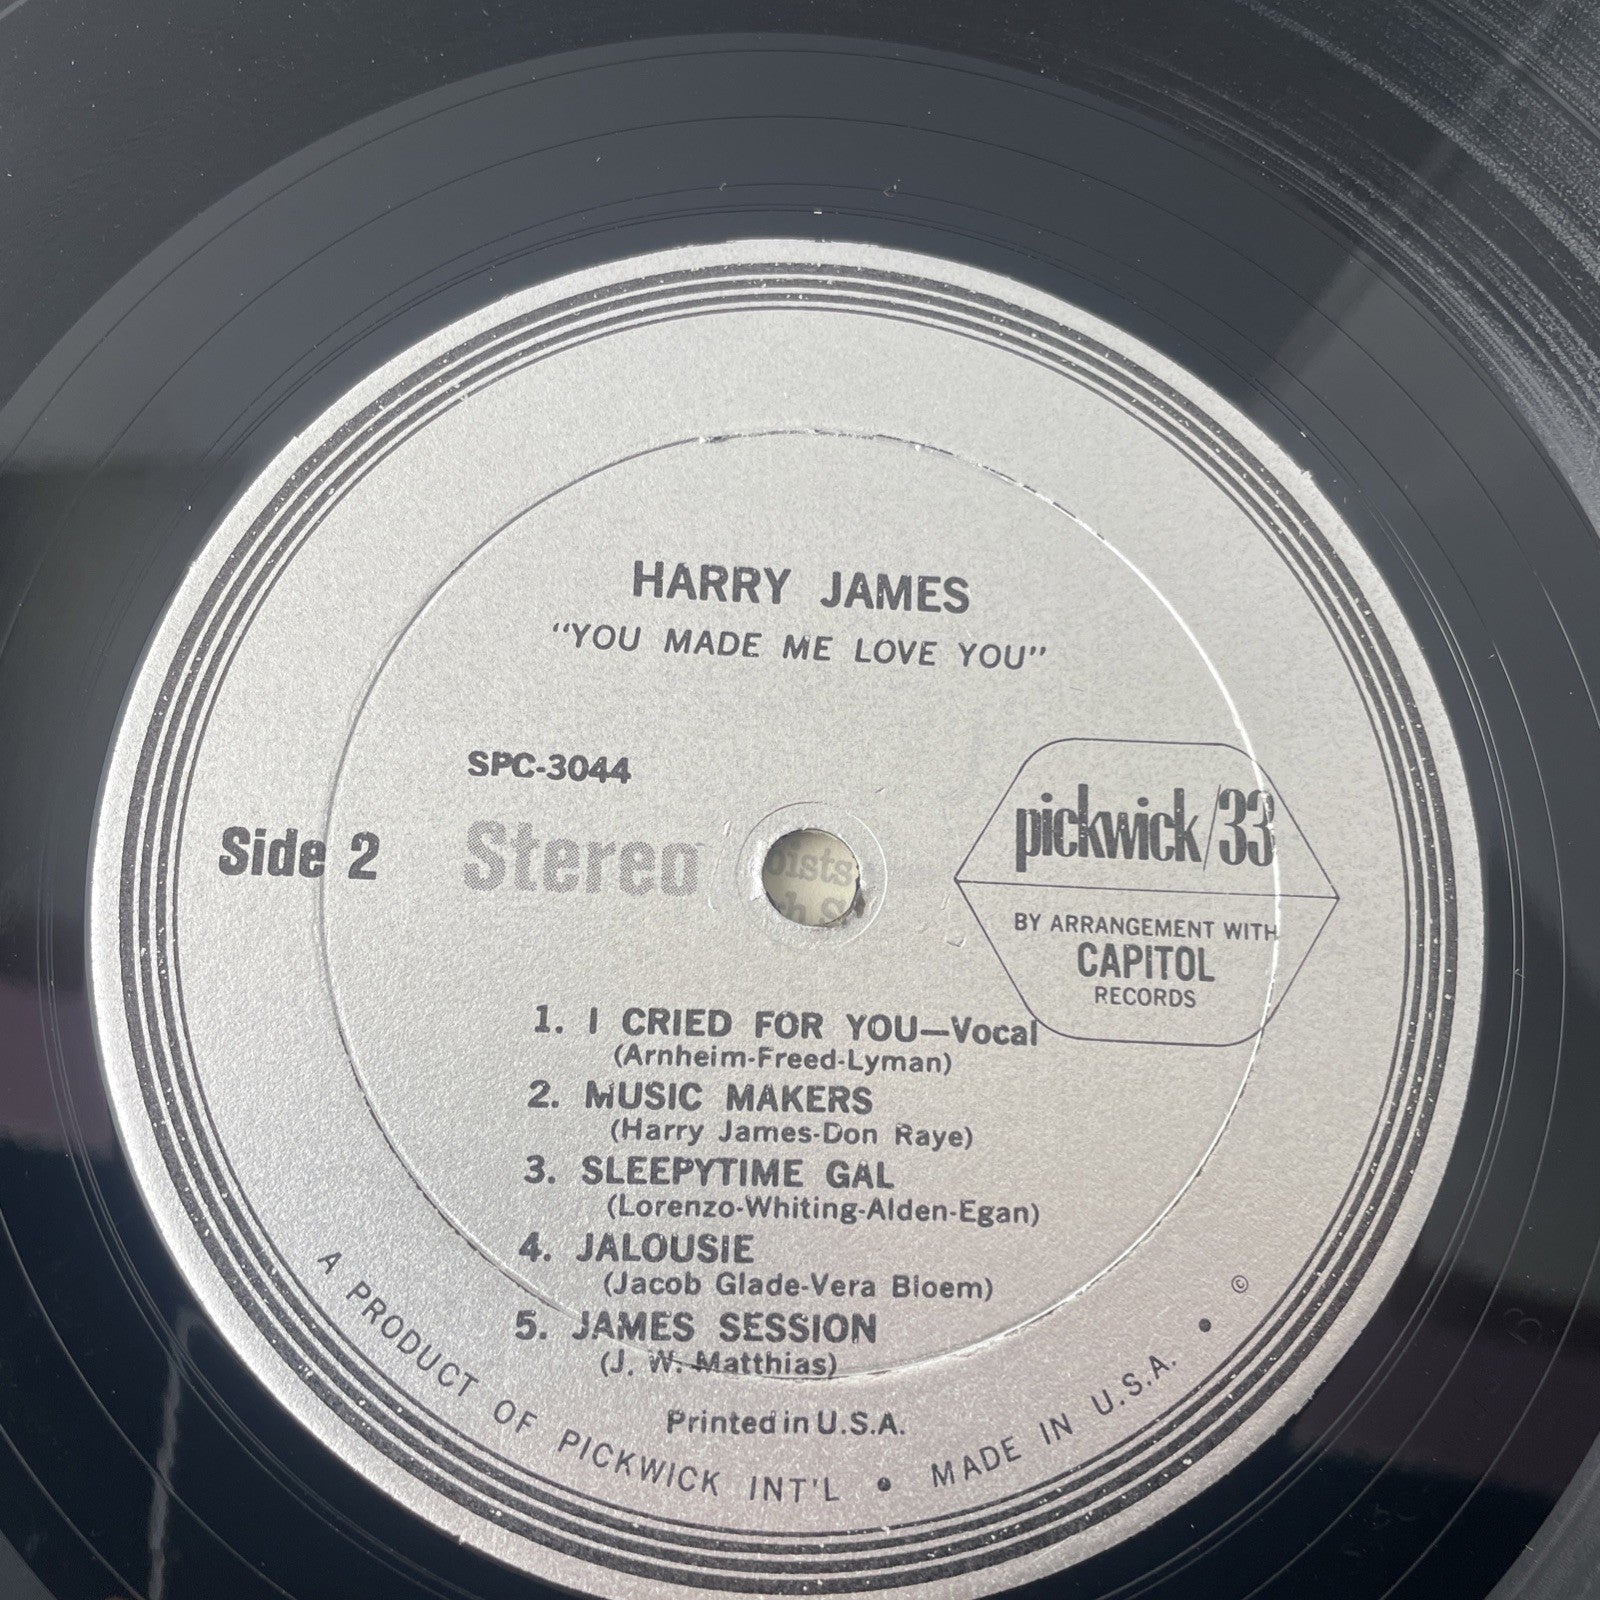 HARRY JAMES
"YOU MADE ME LOVE YOU"
SPC-3044
Side 2
Stereo
pickwick/33
BY ARRANGEMENT WITH
CAPITOL
RECORDS
1. I CRIED FOR YOU—Vocal
(Arnheim-Freed-Lyman)
2. MUSIC MAKERS
(Harry James-Don Raye)
3. SLEEPYTIME GAL
(Lorenzo-Whiting-Alden-Egan)
4. JALOUSIE
(Jacob Glade-Vera Bloem)
5. JAMES SESSION
(J. W. Matthias)
Printed in U.S.A.
A PRODUCT OF PICKWICK INT'L • MADE IN U.S.A. • ©